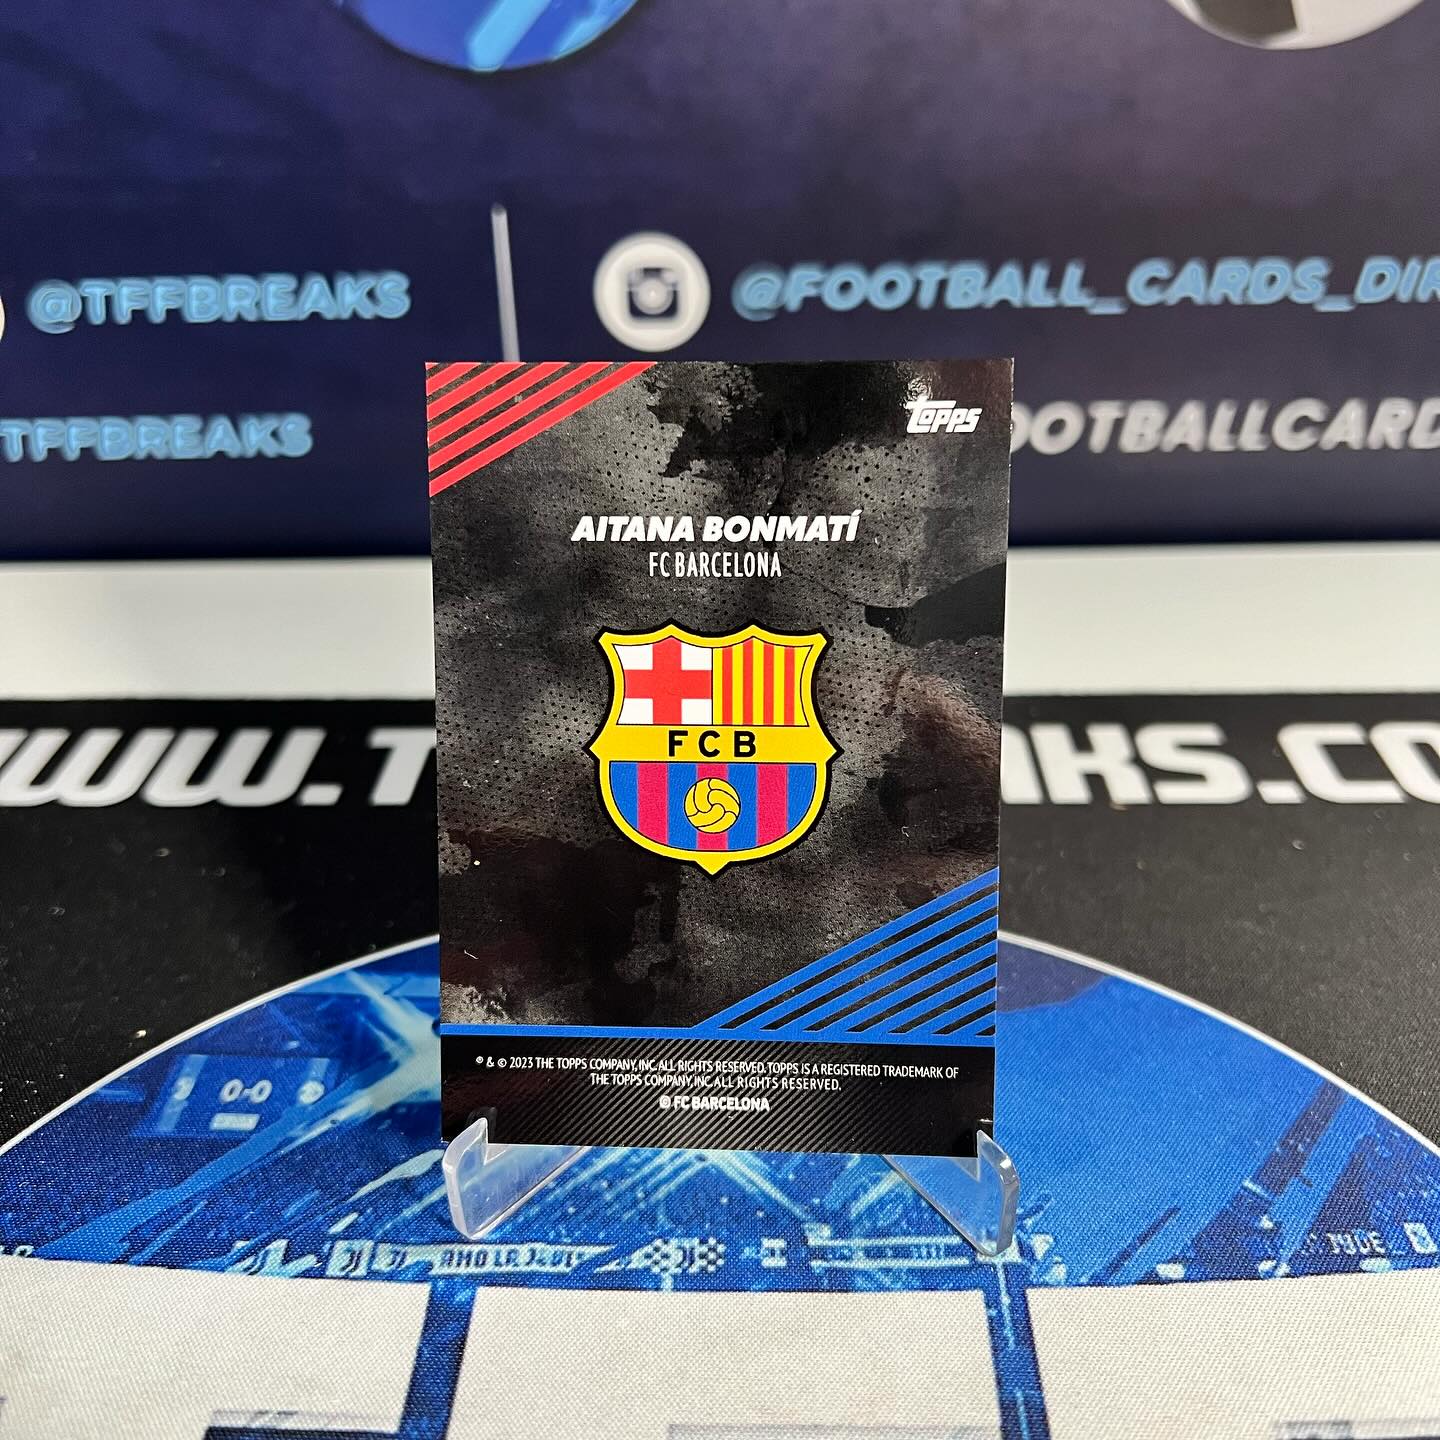 @TFFBREAKS
@FOOTBALL_CARDS_DIR
TFFBREAKS
OOTBALLCARD
TOPPS
AITANA BONMATÍ
FC BARCELONA
FCB
WWW.T
AKS.CO
® & © 2023 THE TOPPS COMPANY, INC. ALL RIGHTS RESERVED. TOPPS IS A REGISTERED TRADEMARK OF
THE TOPPS COMPANY, INC. ALL RIGHTS RESERVED.
© FC BARCELONA
0-0